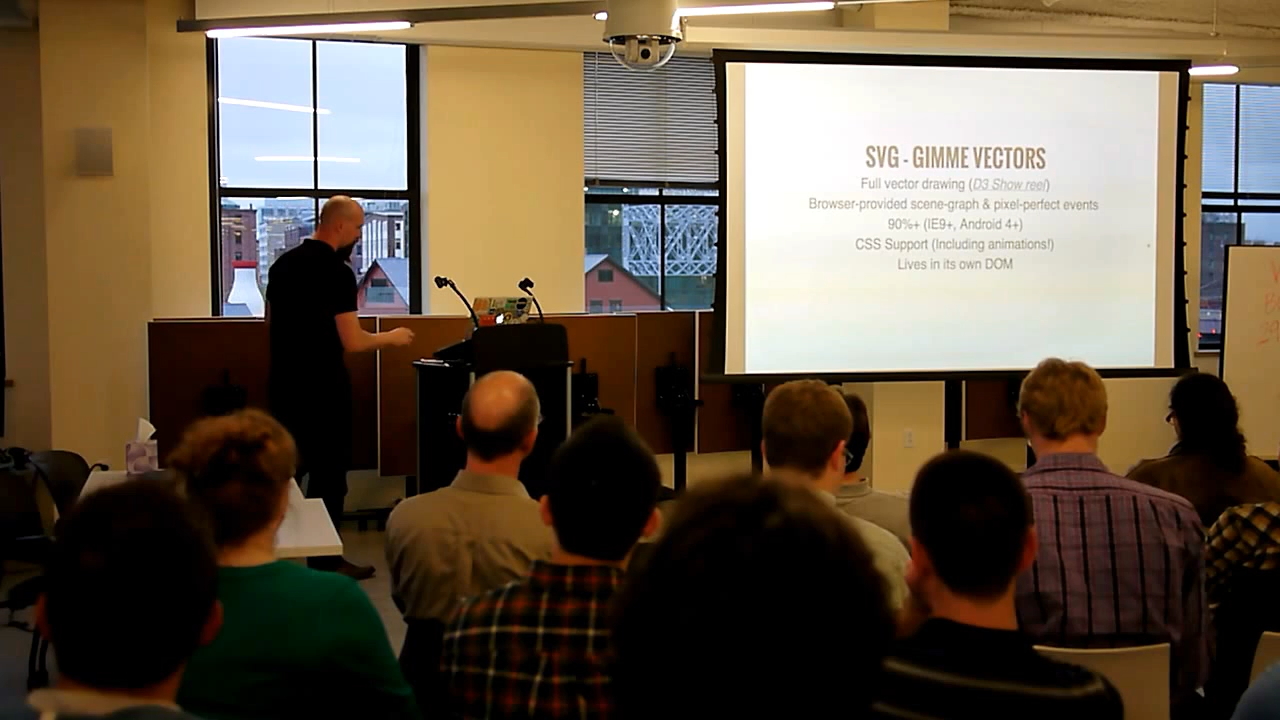 SVG - GIMME VECTORS
Full vector drawing (D3 Show reel)
Browser-provided scene-graph & pixel-perfect events
90%+ (IE9+, Android 4+)
CSS Support (Including animations!)
Lives in its own DOM